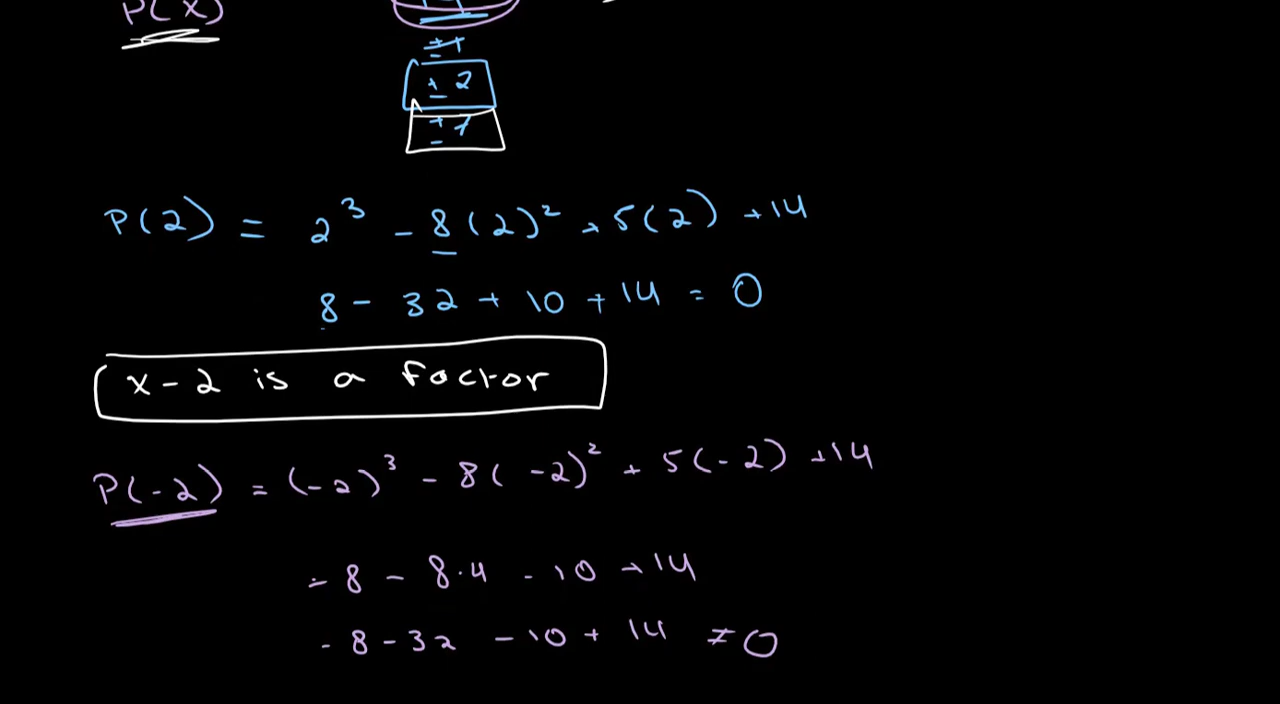 P(x)
±1
± 2
± 7
P(2) = 2³ - 8(2)² + 5(2) + 14
8 - 32 + 10 + 14 = 0
x-2 is a factor
P(-2) = (-2)³ - 8(-2)² + 5(-2) + 14
- 8 - 8·4 - 10 + 14
- 8 - 32 - 10 + 14 ≠ 0